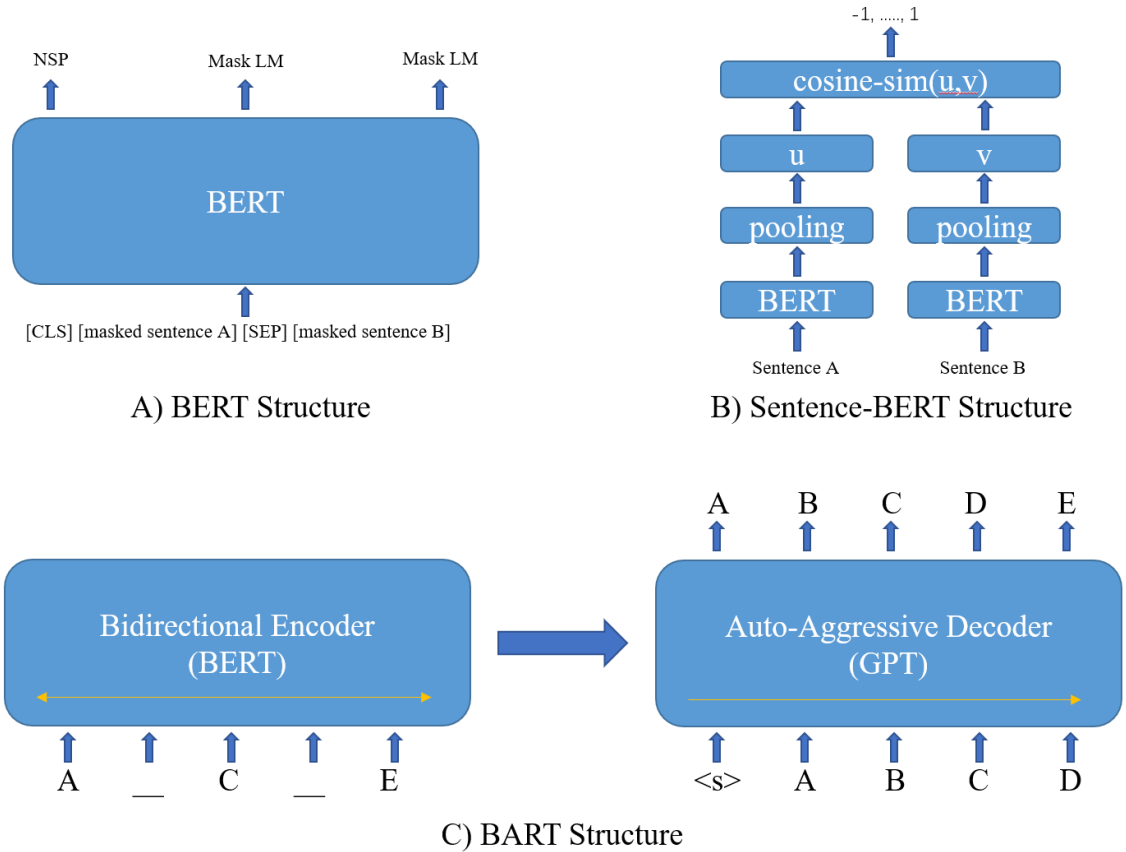 NSP Mask LM Mask LM
BERT
[CLS] [masked sentence A] [SEP] [masked sentence B]
A) BERT Structure
-1, ....., 1
cosine-sim(u,v)
u v
pooling pooling
BERT BERT
Sentence A Sentence B
B) Sentence-BERT Structure
Bidirectional Encoder
(BERT)
A __ C __ E
A B C D E
Auto-Aggressive Decoder
(GPT)
<s> A B C D
C) BART Structure